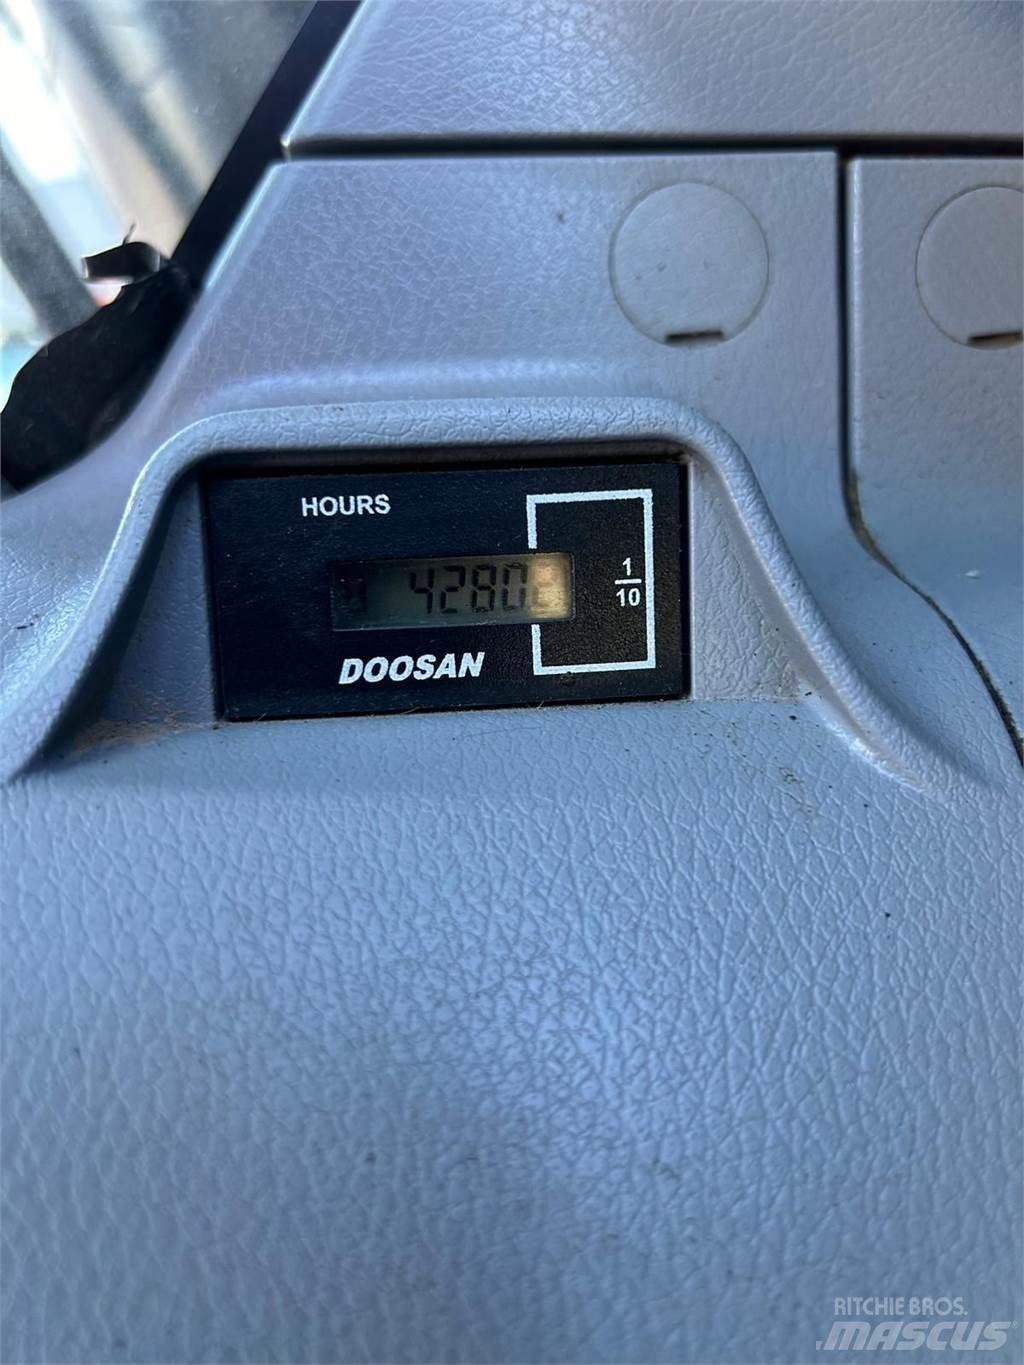 HOURS
4280
1
10
DOOSAN
RITCHIE BROS.
MASCUS